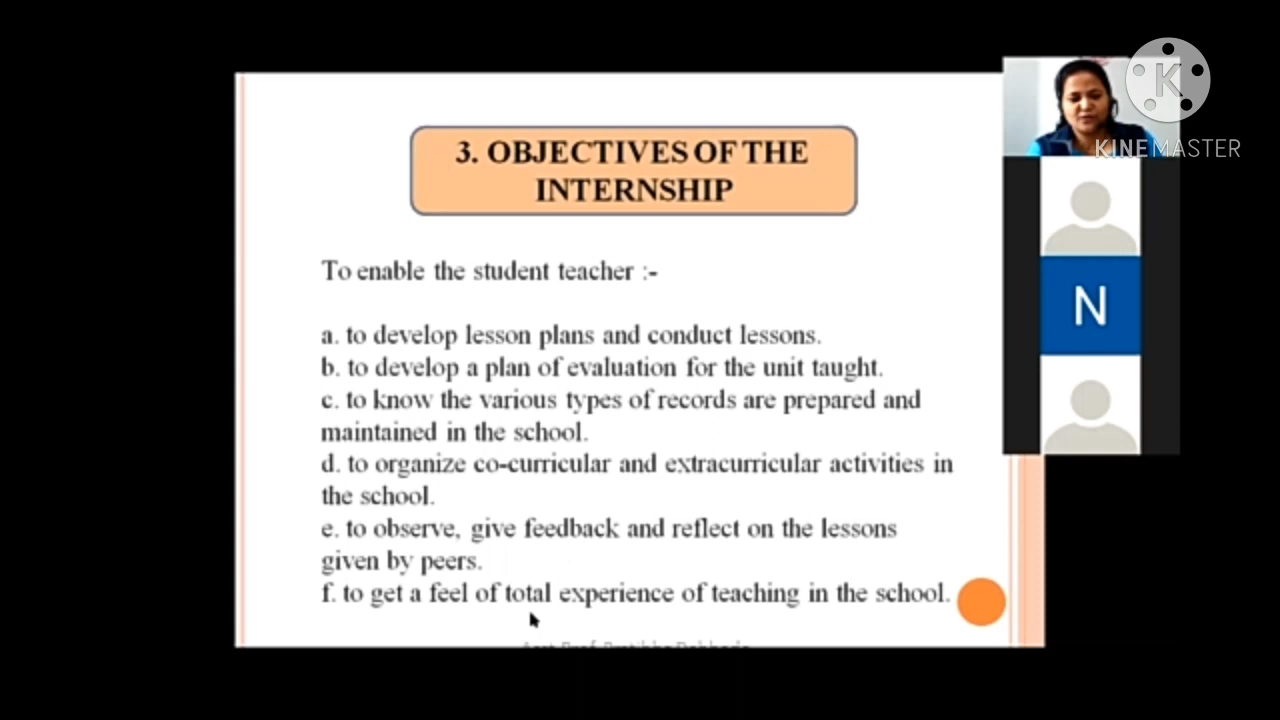 3. OBJECTIVES OF THE
INTERNSHIP
To enable the student teacher :-
a. to develop lesson plans and conduct lessons.
b. to develop a plan of evaluation for the unit taught.
c. to know the various types of records are prepared and
maintained in the school.
d. to organize co-curricular and extracurricular activities in
the school.
e. to observe, give feedback and reflect on the lessons
given by peers.
f. to get a feel of total experience of teaching in the school.
K
KINEMASTER
N